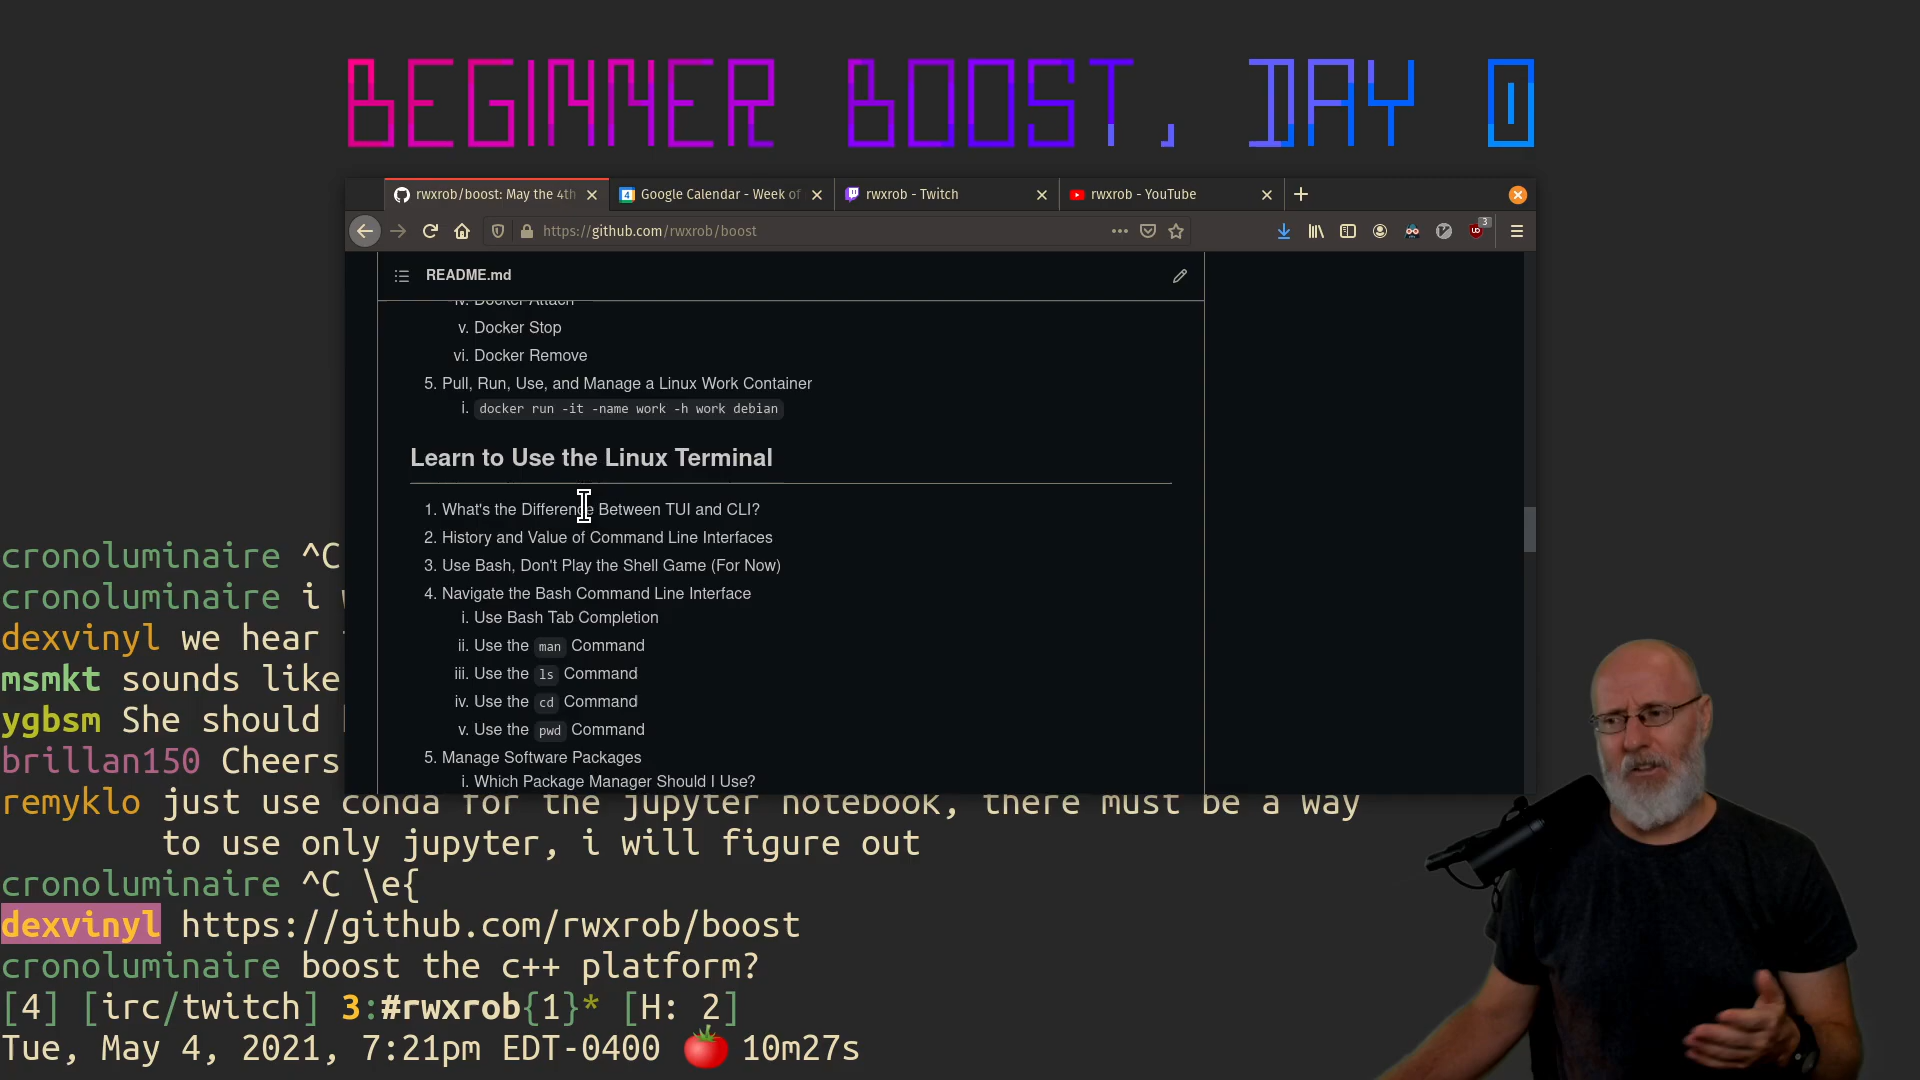 BEGINNER BOOST, DAY 0
rwxrob/boost: May the 4th
Google Calendar - Week of
rwxrob - Twitch
rwxrob - YouTube
https://github.com/rwxrob/boost
3
README.md
iv. Docker Attach
v. Docker Stop
vi. Docker Remove
5. Pull, Run, Use, and Manage a Linux Work Container
i. docker run -it -name work -h work debian
Learn to Use the Linux Terminal
1. What's the Difference Between TUI and CLI?
2. History and Value of Command Line Interfaces
3. Use Bash, Don't Play the Shell Game (For Now)
4. Navigate the Bash Command Line Interface
i. Use Bash Tab Completion
ii. Use the man Command
iii. Use the ls Command
iv. Use the cd Command
v. Use the pwd Command
5. Manage Software Packages
i. Which Package Manager Should I Use?
cronoluminaire ^C
cronoluminaire i
dexvinyl we hear
msmkt sounds like
ygbsm She should
brillan150 Cheers
remyklo just use conda for the jupyter notebook, there must be a way
to use only jupyter, i will figure out
cronoluminaire ^C \e{
dexvinyl https://github.com/rwxrob/boost
cronoluminaire boost the c++ platform?
[4] [irc/twitch] 3:#rwxrob{1}* [H: 2]
Tue, May 4, 2021, 7:21pm EDT-0400 🍅 10m27s